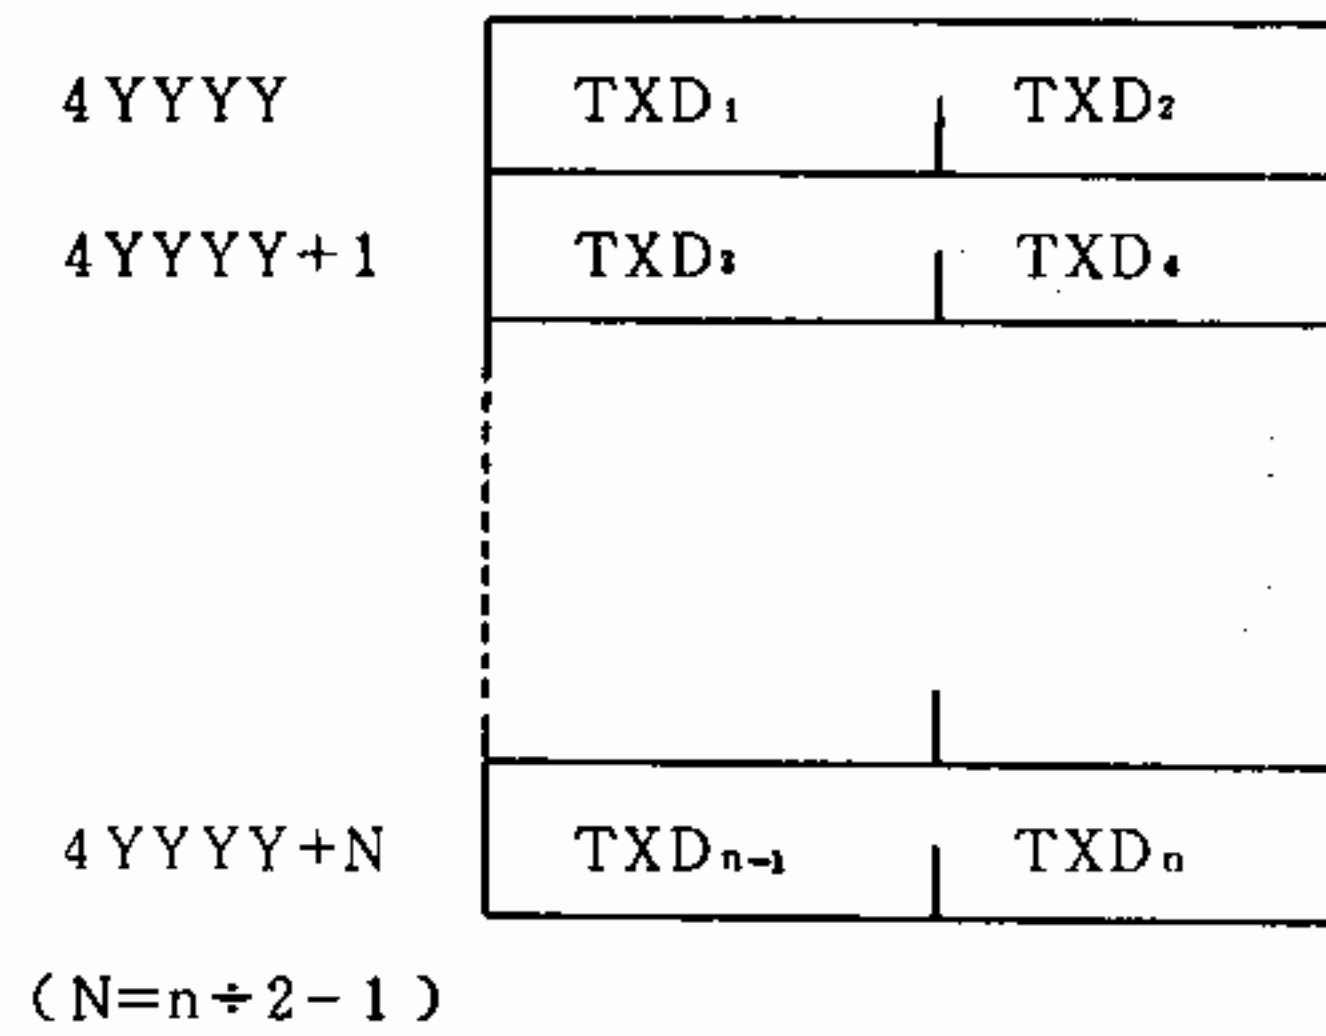 4YYYY TXD₁ TXD₂
4YYYY+1 TXD₃ TXD₄
4YYYY+N TXDₙ₋₁ TXDₙ
(N=n÷2-1)